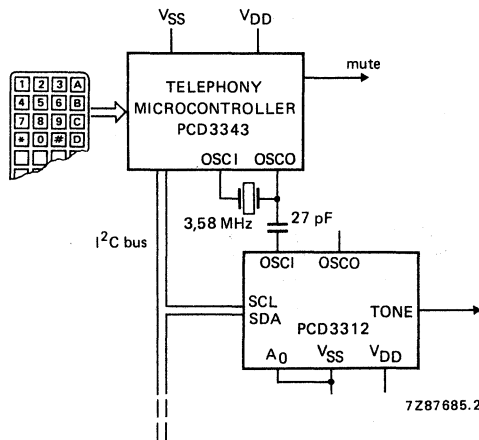 VSS VDD
1 2 3 A
4 5 6 B
7 8 9 C
* 0 # D
TELEPHONY
MICROCONTROLLER
PCD3343
mute
OSCI OSCO
3,58 MHz
27 pF
I²C bus
OSCI OSCO
SCL
SDA
TONE
PCD3312
A0 VSS VDD
7Z87685.2